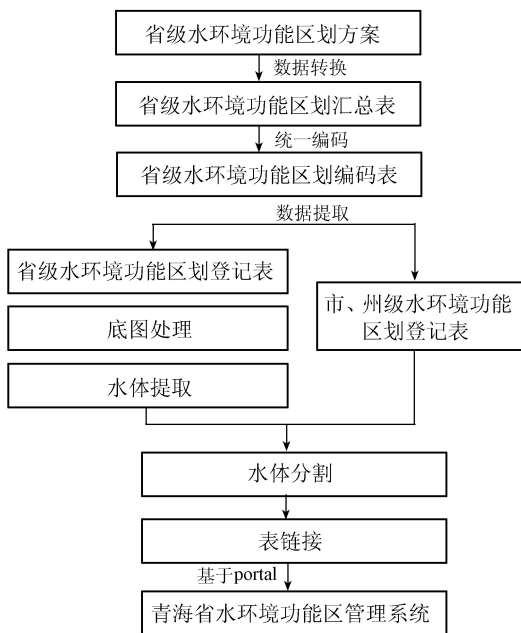 省级水环境功能区划方案
数据转换
省级水环境功能区划汇总表
统一编码
省级水环境功能区划编码表
数据提取
省级水环境功能区划登记表
市、州级水环境功能
区划登记表
底图处理
水体提取
水体分割
表链接
基于portal
青海省水环境功能区管理系统